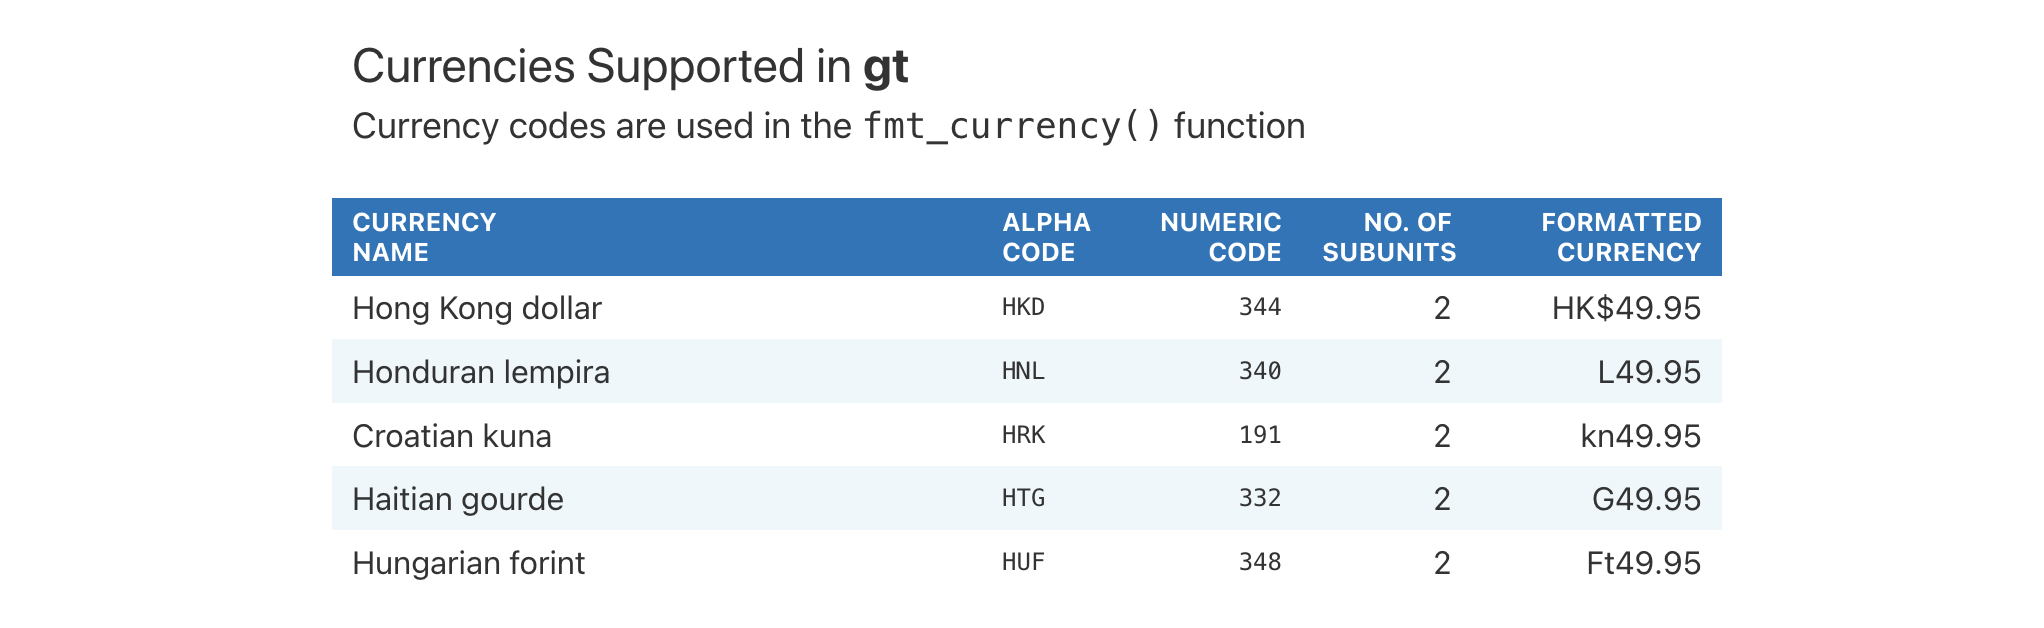 Currencies Supported in gt
Currency codes are used in the fmt_currency() function
CURRENCY NAME ALPHA CODE NUMERIC CODE NO. OF SUBUNITS FORMATTED CURRENCY
Hong Kong dollar HKD 344 2 HK$49.95
Honduran lempira HNL 340 2 L49.95
Croatian kuna HRK 191 2 kn49.95
Haitian gourde HTG 332 2 G49.95
Hungarian forint HUF 348 2 Ft49.95